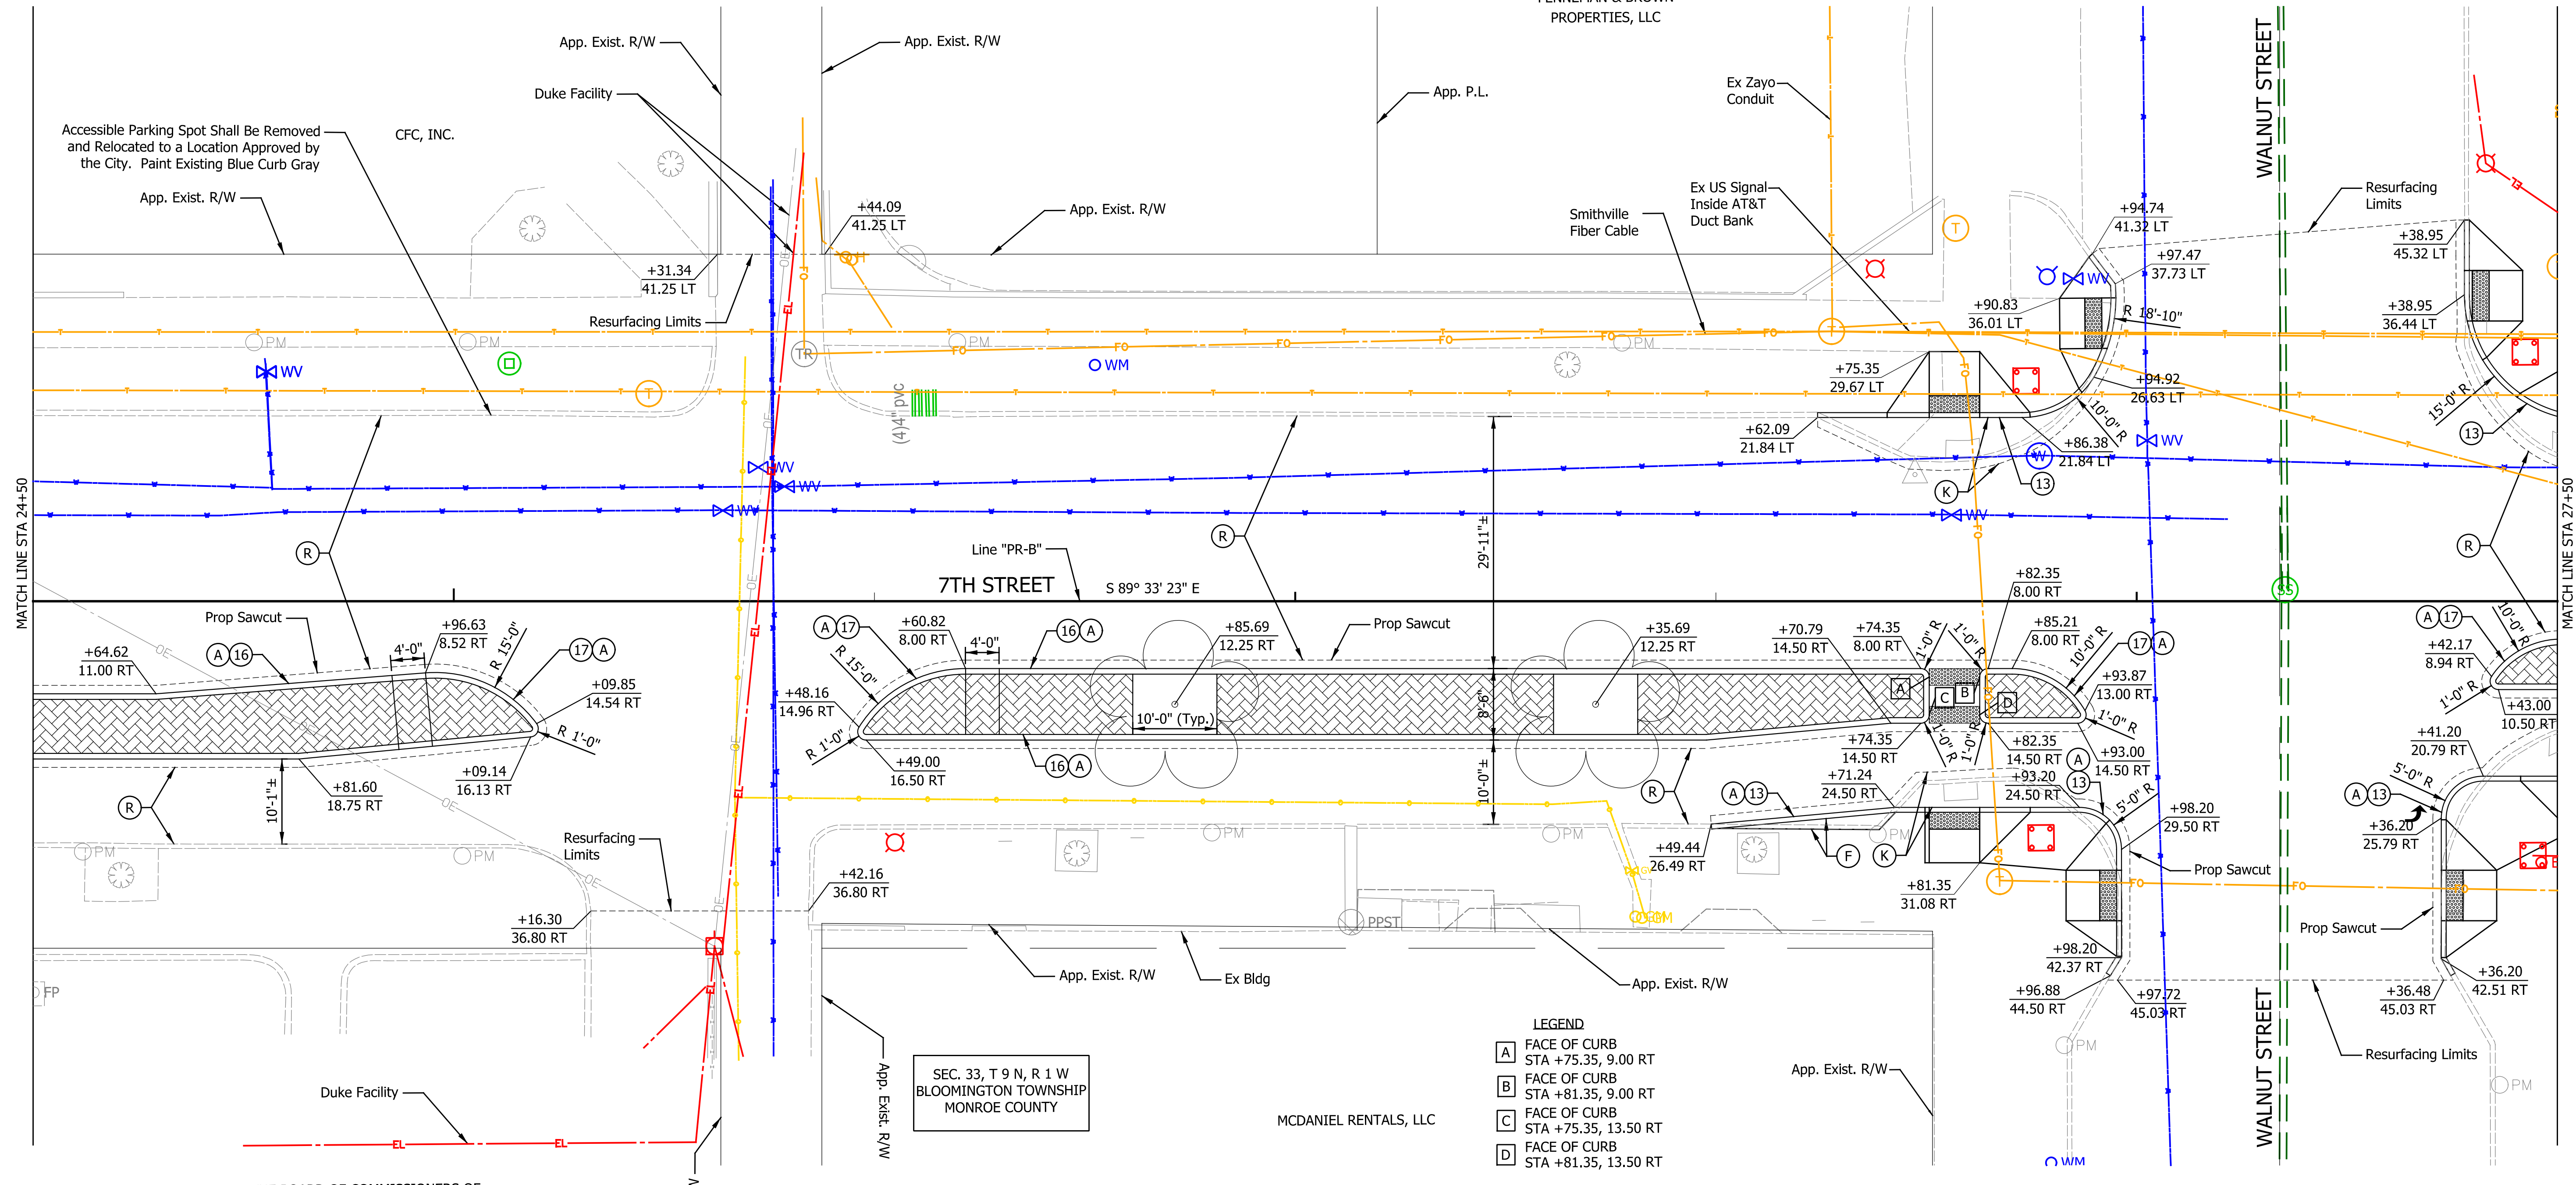 PROPERTIES, LLC
App. Exist. R/W
App. Exist. R/W
Duke Facility
App. P.L.
Ex Zayo
Conduit
WALNUT STREET
Accessible Parking Spot Shall Be Removed
and Relocated to a Location Approved by
the City.  Paint Existing Blue Curb Gray
CFC, INC.
App. Exist. R/W
+44.09
41.25 LT
App. Exist. R/W
Smithville
Fiber Cable
Ex US Signal
Inside AT&T
Duct Bank
Resurfacing
Limits
+94.74
41.32 LT
+97.47
37.73 LT
+38.95
45.32 LT
+31.34
41.25 LT
Resurfacing Limits
+90.83
36.01 LT
R 18'-10"
+38.95
36.44 LT
+75.35
29.67 LT
+94.92
26.63 LT
10'-0" R
15'-0" R
13
+62.09
21.84 LT
+86.38
21.84 LT
K
13
PM
PM
PM
PM
TR
WM
WV
WV
WV
WV
WV
WV
WV
W
T
T
T
(4)4" pvc
MATCH LINE STA 24+50
MATCH LINE STA 27+50
R
R
R
29'-11"±
Line "PR-B"
7TH STREET
S 89° 33' 23" E
SS
Prop Sawcut
+64.62
11.00 RT
A 16
4'-0"
+96.63
8.52 RT
R 15'-0"
17 A
+09.85
14.54 RT
R 1'-0"
+09.14
16.13 RT
+81.60
18.75 RT
10'-1"±
R
A 17
R 15'-0"
+60.82
8.00 RT
4'-0"
16 A
+85.69
12.25 RT
Prop Sawcut
+35.69
12.25 RT
+70.79
14.50 RT
+74.35
8.00 RT
1'-0" R
1'-0" R
+82.35
8.00 RT
+85.21
8.00 RT
10'-0" R
17 A
+93.87
13.00 RT
1'-0" R
+48.16
14.96 RT
R 1'-0"
+49.00
16.50 RT
16 A
10'-0" (Typ.)
8'-6"
10'-0"±
A
B
C
D
+74.35
14.50 RT
1'-0" R
1'-0" R
+82.35
14.50 RT
+93.00
14.50 RT
+71.24
24.50 RT
+93.20
24.50 RT
A
13
5'-0" R
+98.20
29.50 RT
R
A 13
+49.44
26.49 RT
F
K
+81.35
31.08 RT
Prop Sawcut
A 17
10'-0" R
+42.17
8.94 RT
1'-0" R
+43.00
10.50 RT
+41.20
20.79 RT
5'-0" R
A 13
+36.20
25.79 RT
Prop Sawcut
Resurfacing
Limits
+16.30
36.80 RT
+42.16
36.80 RT
PM
PM
PM
PM
PM
PPST
FP
App. Exist. R/W
Ex Bldg
App. Exist. R/W
+98.20
42.37 RT
+96.88
44.50 RT
+97.72
45.03 RT
+36.48
45.03 RT
+36.20
42.51 RT
PM
PM
Resurfacing Limits
App. Exist. R/W
App. Exist. R/W
WALNUT STREET
SEC. 33, T 9 N, R 1 W
BLOOMINGTON TOWNSHIP
MONROE COUNTY
Duke Facility
MCDANIEL RENTALS, LLC
LEGEND
A FACE OF CURB
STA +75.35, 9.00 RT
B FACE OF CURB
STA +81.35, 9.00 RT
C FACE OF CURB
STA +75.35, 13.50 RT
D FACE OF CURB
STA +81.35, 13.50 RT
WM